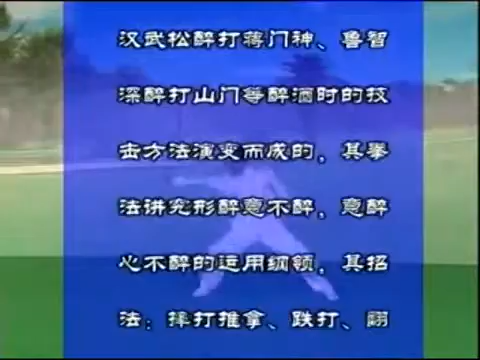 汉武松醉打蒋门神、鲁智
深醉打山门等醉酒时的技
击方法演变而成的，其拳
法讲究形醉意不醉，意醉
心不醉的运用纲领，其招
法：摔打推拿、跌打、翻